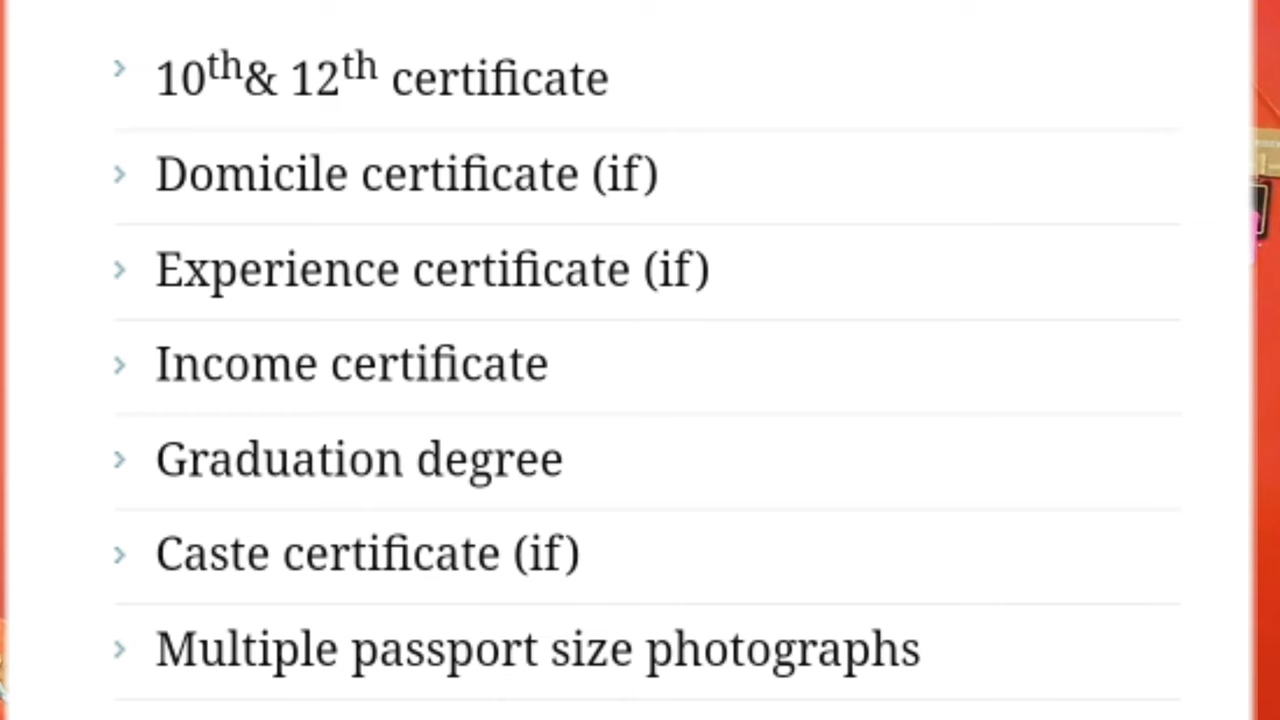 10th& 12th certificate
Domicile certificate (if)
Experience certificate (if)
Income certificate
Graduation degree
Caste certificate (if)
Multiple passport size photographs